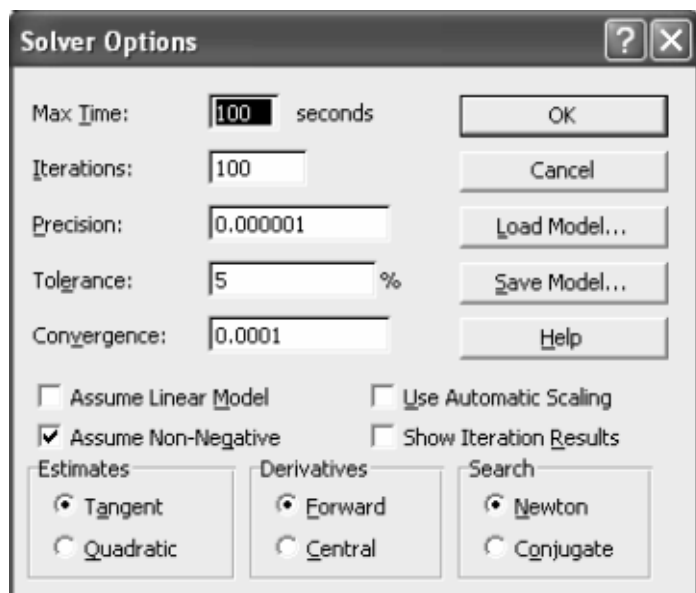 Solver Options
Max Time: 100 seconds OK
Iterations: 100 Cancel
Precision: 0.000001 Load Model...
Tolerance: 5 % Save Model...
Convergence: 0.0001 Help
Assume Linear Model Use Automatic Scaling
Assume Non-Negative Show Iteration Results
Estimates Derivatives Search
Tangent Forward Newton
Quadratic Central Conjugate